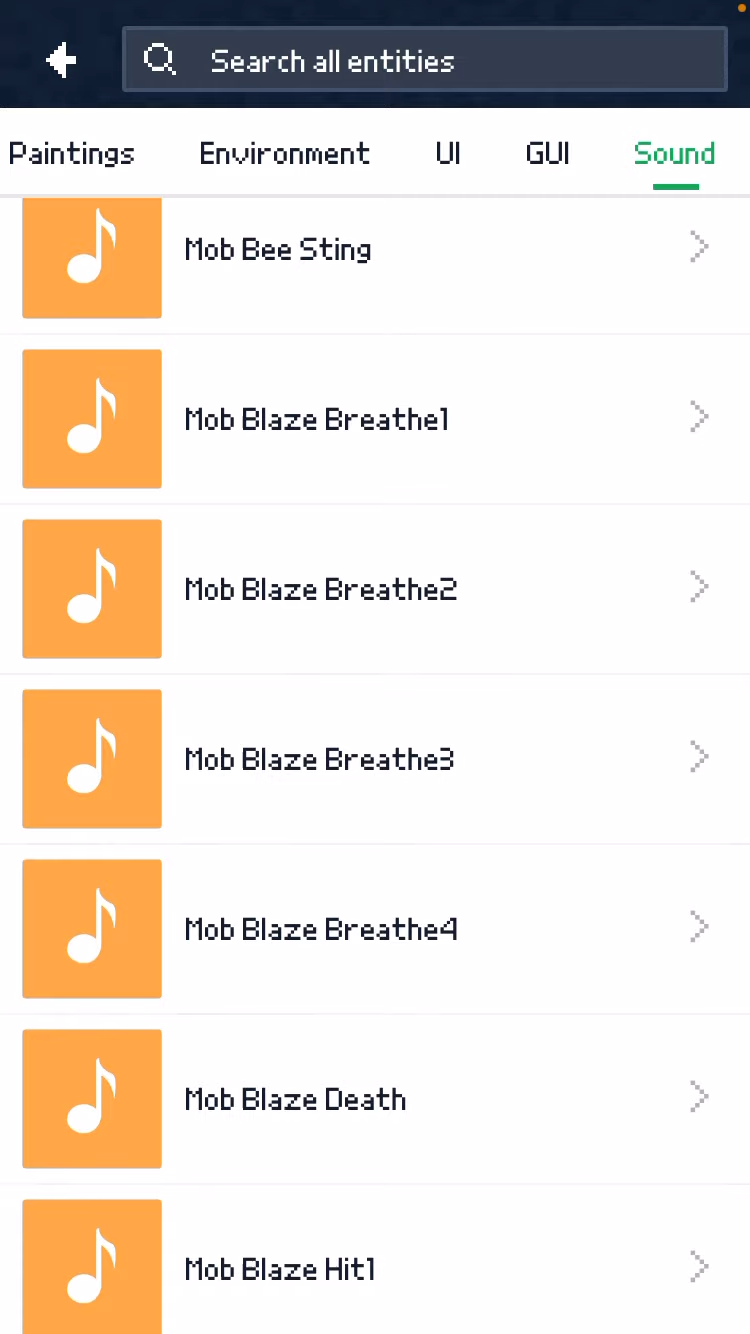 Search all entities
Paintings Environment UI GUI Sound
Mob Bee Sting
Mob Blaze Breathe1
Mob Blaze Breathe2
Mob Blaze Breathe3
Mob Blaze Breathe4
Mob Blaze Death
Mob Blaze Hit1